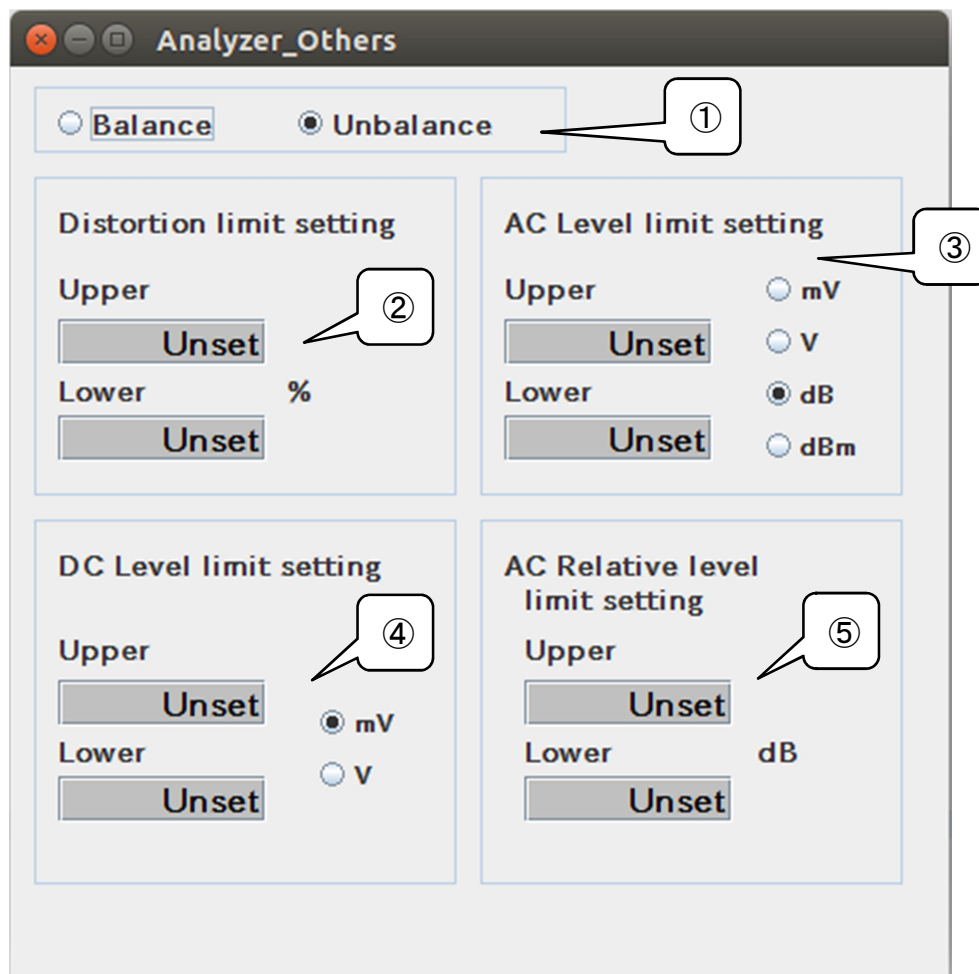 Analyzer_Others
Balance Unbalance ①
Distortion limit setting
Upper ②
Unset
Lower %
Unset
AC Level limit setting ③
Upper mV
Unset V
Lower dB
Unset dBm
DC Level limit setting
④
Upper
Unset mV
Lower V
Unset
AC Relative level
limit setting
Upper ⑤
Unset
Lower dB
Unset